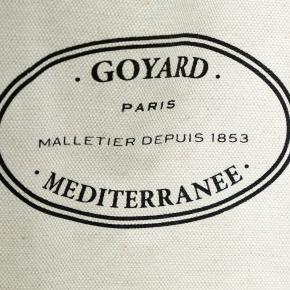 · GOYARD ·
PARIS
MALLETIER DEPUIS 1853
· MEDITERRANEE ·